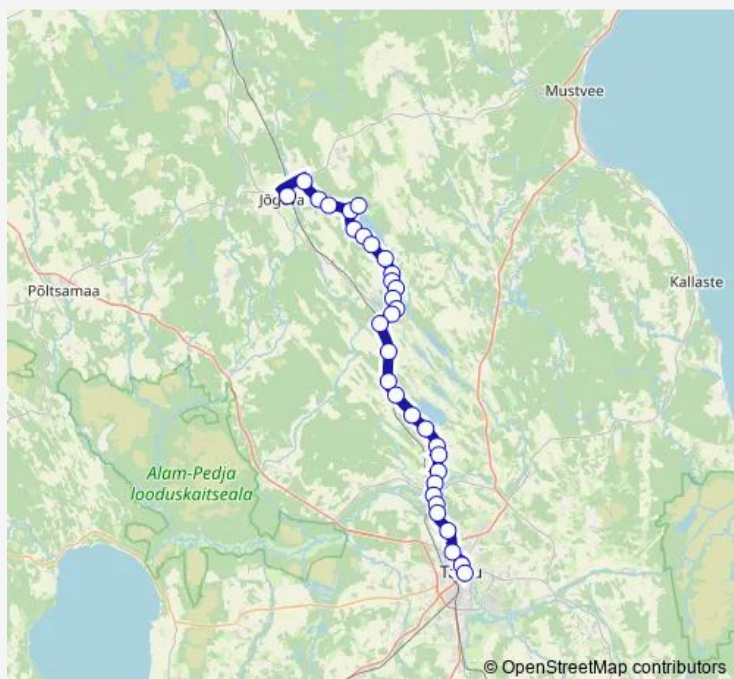 Mustvee
Jõgeva
Kallaste
Põltsamaa
Alam-Pedja
looduskaitseala
© OpenStreetMap contributors